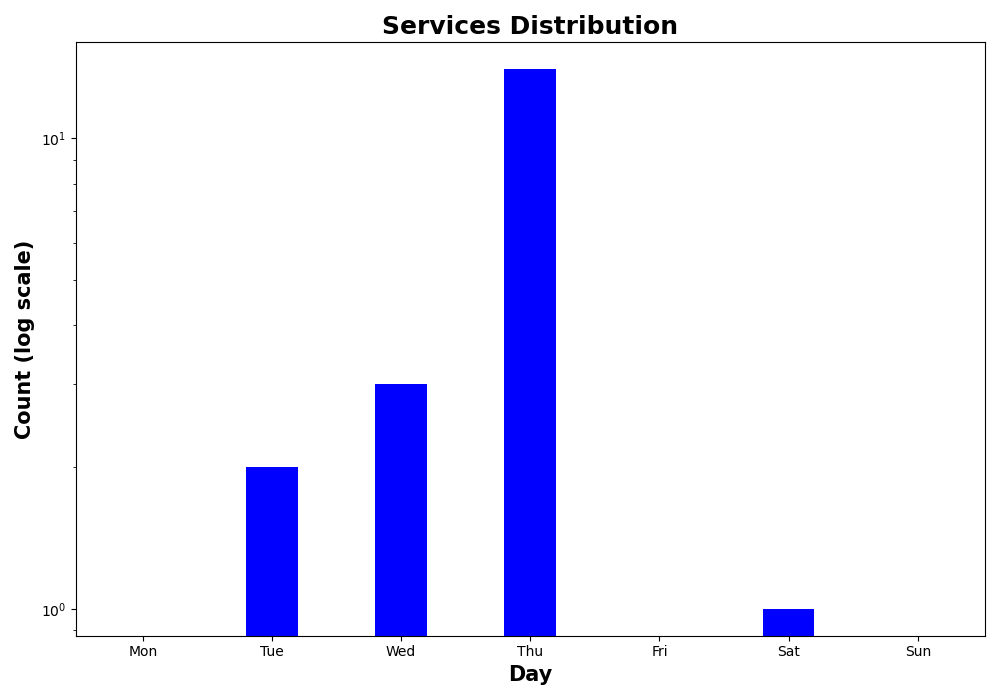 Services Distribution
Count (log scale)
10¹
10⁰
Mon Tue Wed Thu Fri Sat Sun
Day